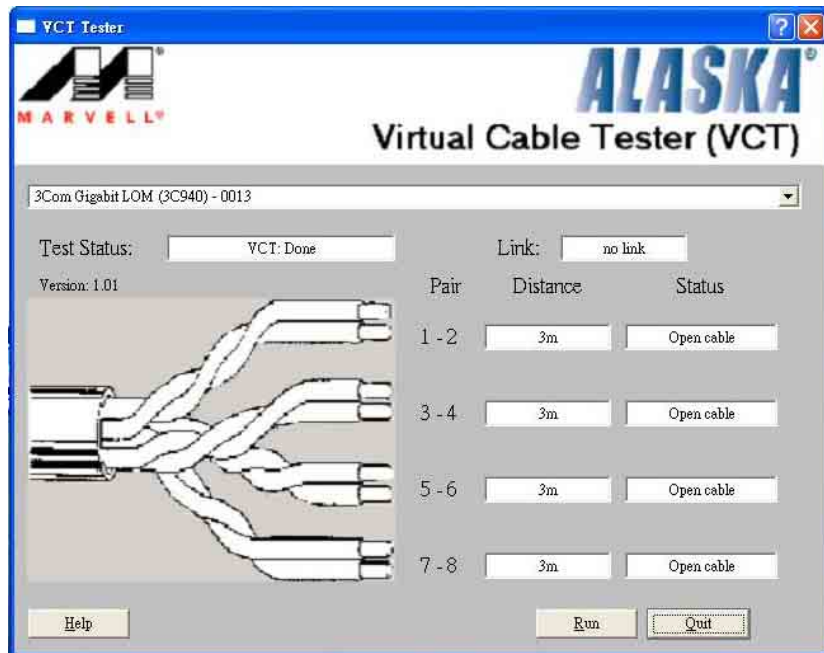 VCT Tester
MARVELL®
ALASKA®
Virtual Cable Tester (VCT)
3Com Gigabit LOM (3C940) - 0013
Test Status: VCT: Done Link: no link
Version: 1.01 Pair Distance Status
1 - 2 3m Open cable
3 - 4 3m Open cable
5 - 6 3m Open cable
7 - 8 3m Open cable
Help Run Quit